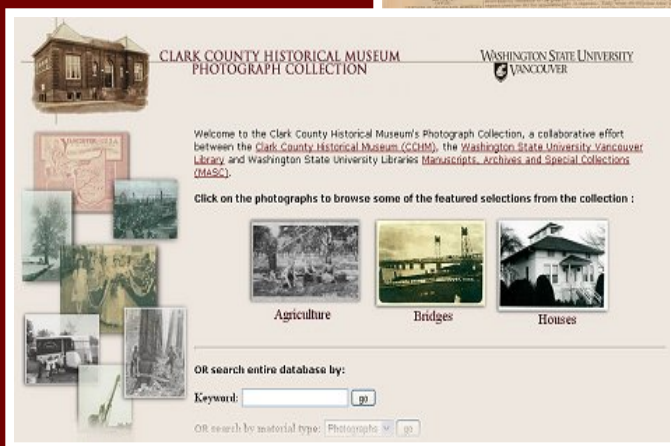 CLARK COUNTY HISTORICAL MUSEUM
PHOTOGRAPH COLLECTION
WASHINGTON STATE UNIVERSITY
VANCOUVER
Welcome to the Clark County Historical Museum's Photograph Collection, a collaborative effort
between the Clark County Historical Museum (CCHM), the Washington State University Vancouver
Library and Washington State University Libraries Manuscripts, Archives and Special Collections
(MASC).
Click on the photographs to browse some of the featured selections from the collection :
Agriculture
Bridges
Houses
OR search entire database by:
Keyword:
go
OR search by material type:
Photographs
go